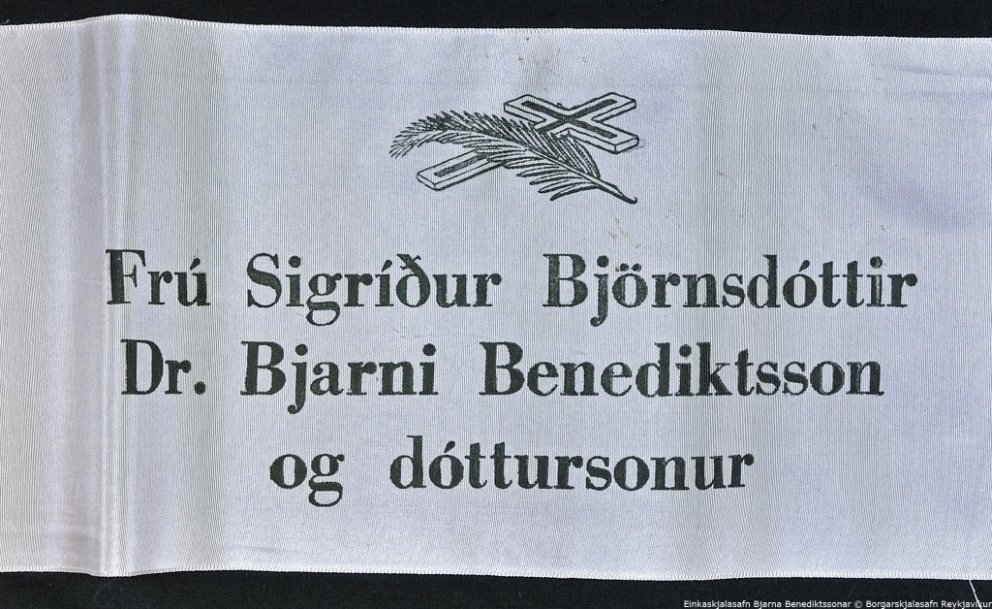 Frú Sigríður Björnsdóttir
Dr. Bjarni Benediktsson
og dóttursonur
Einkaskjalasafn Bjarna Benediktssonar © Borgarskjalasafn Reykjavíkur